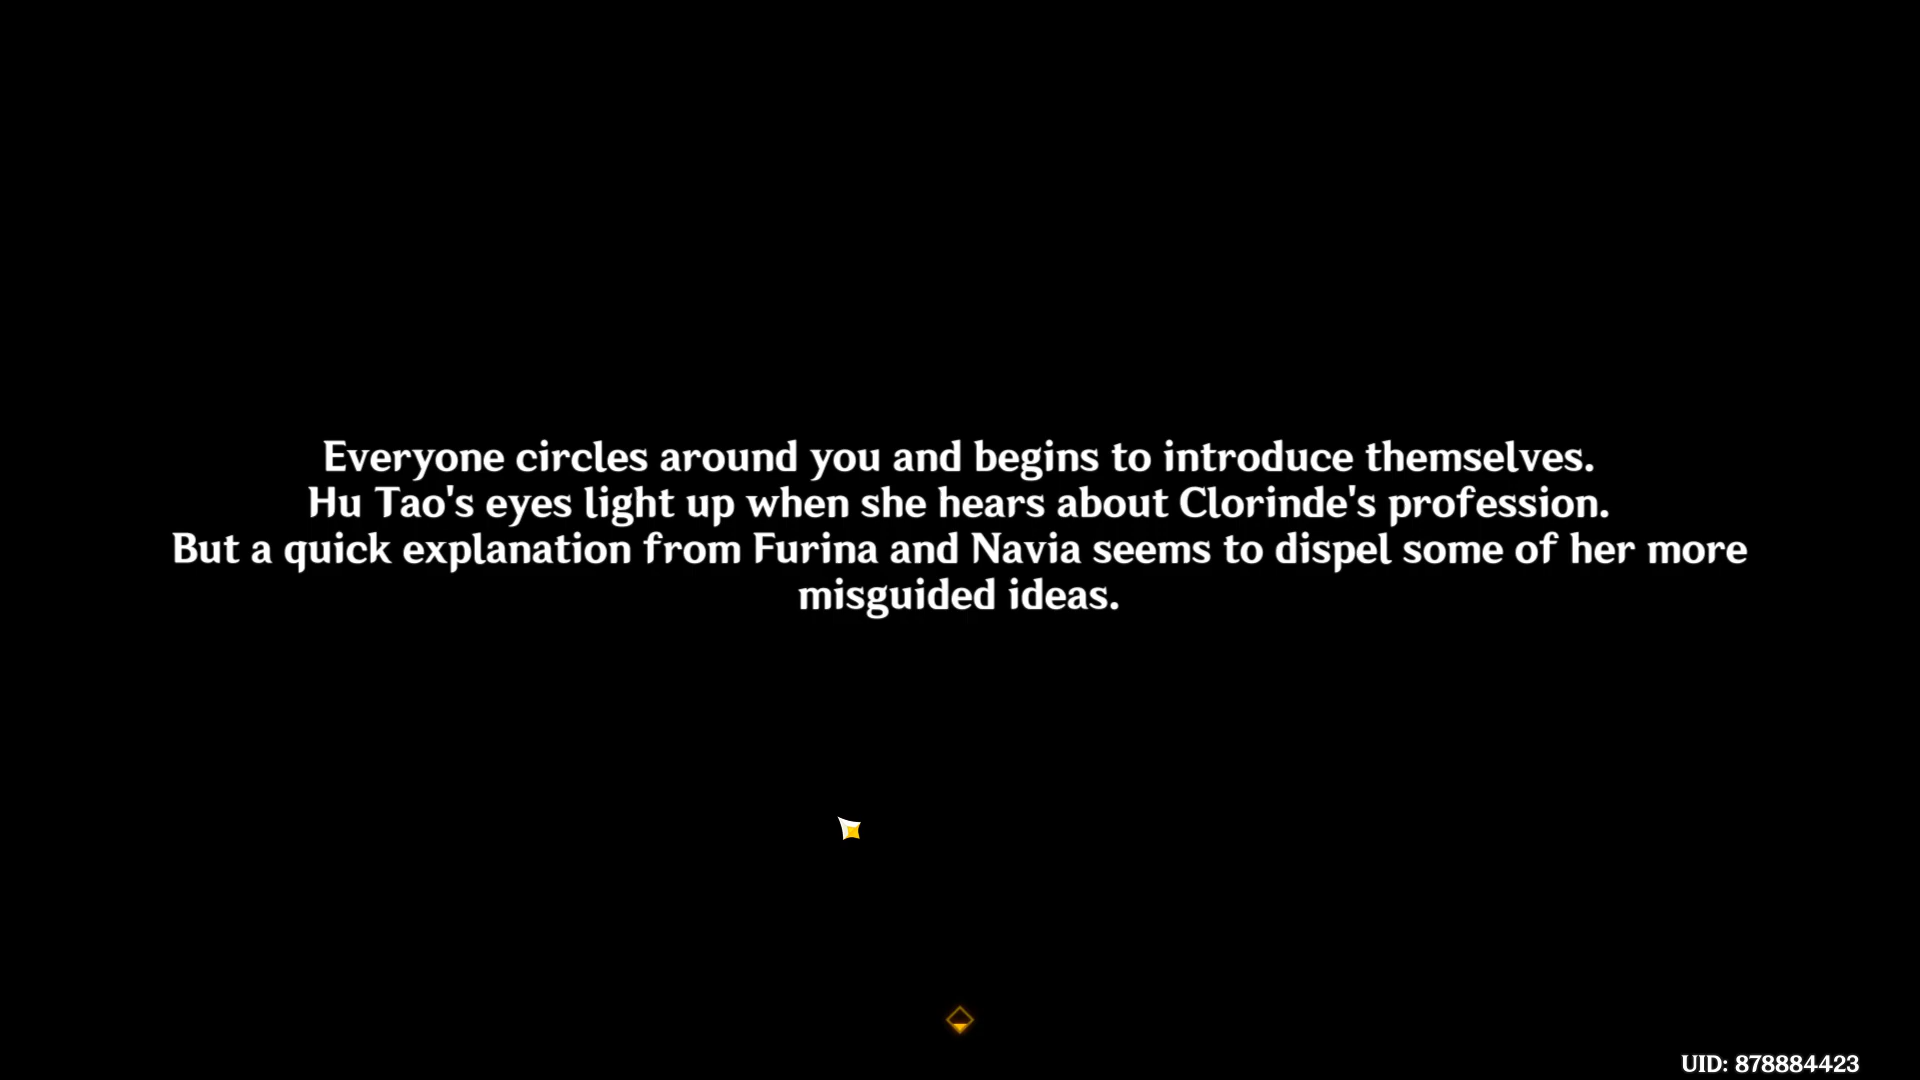 Everyone circles around you and begins to introduce themselves.
Hu Tao's eyes light up when she hears about Clorinde's profession.
But a quick explanation from Furina and Navia seems to dispel some of her more
misguided ideas.
UID: 878884423